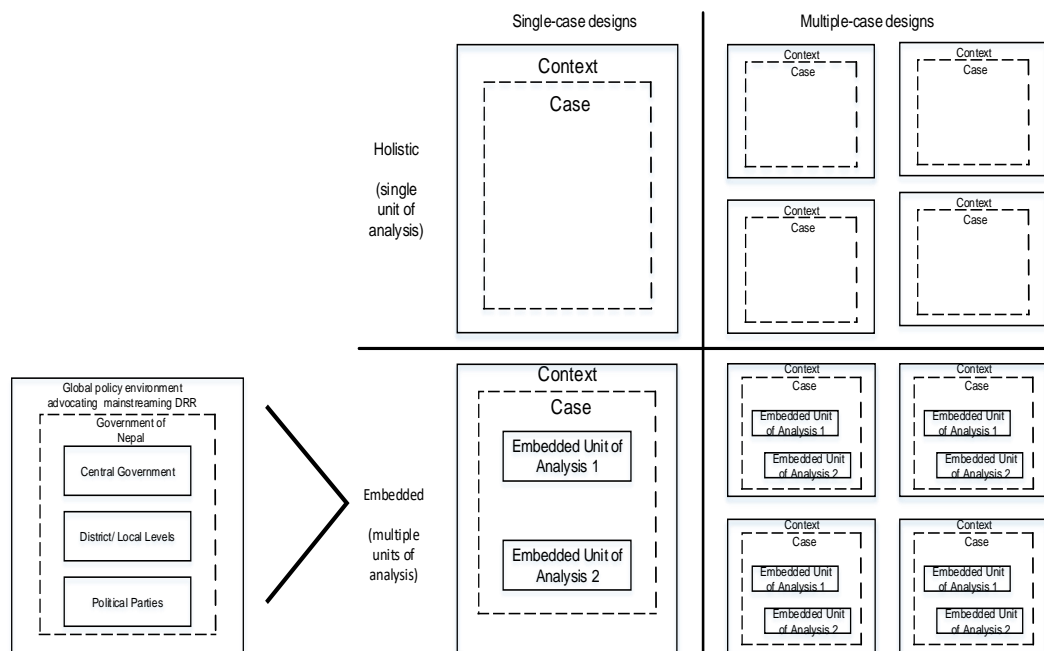 Single-case designs
Multiple-case designs
Holistic
(single
unit of
analysis)
Context
Case
Context
Case
Context
Case
Context
Case
Context
Case
Global policy environment
advocating mainstreaming DRR
Government of
Nepal
Central Government
District/ Local Levels
Political Parties
Embedded
(multiple
units of
analysis)
Context
Case
Embedded Unit of
Analysis 1
Embedded Unit of
Analysis 2
Context
Case
Embedded Unit
of Analysis 1
Embedded Unit
of Analysis 2
Context
Case
Embedded Unit
of Analysis 1
Embedded Unit
of Analysis 2
Context
Case
Embedded Unit
of Analysis 1
Embedded Unit
of Analysis 2
Context
Case
Embedded Unit
of Analysis 1
Embedded Unit
of Analysis 2